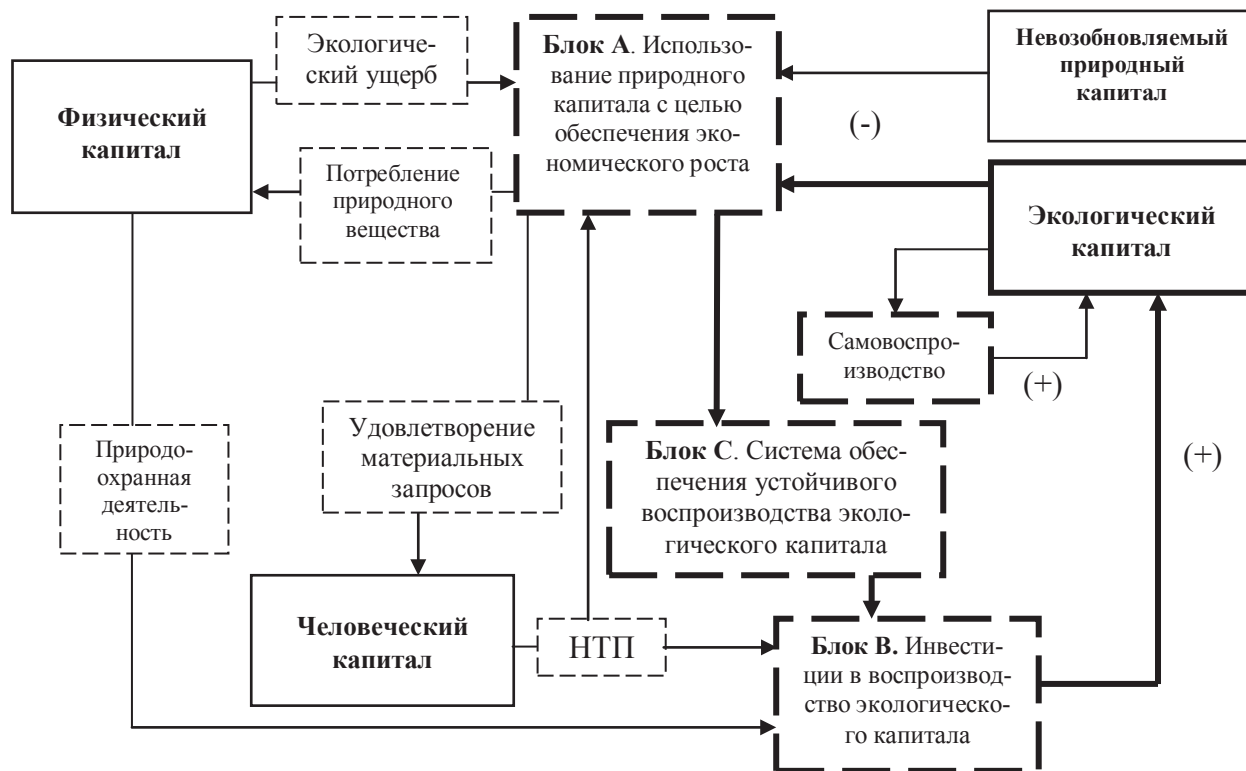 Экологиче-
ский ущерб
Блок А. Использо-
вание природного
капитала с целью
обеспечения эко-
номического роста
Невозобновляемый
природный
капитал
Физический
капитал
(-)
Потребление
природного
вещества
Экологический
капитал
Самовоспро-
изводство
(+)
Природо-
охранная
деятель-
ность
Удовлетворение
материальных
запросов
Блок С. Система обес-
печения устойчивого
воспроизводства эколо-
гического капитала
(+)
Человеческий
капитал
НТП
Блок В. Инвести-
ции в воспроизвод-
ство экологическо-
го капитала